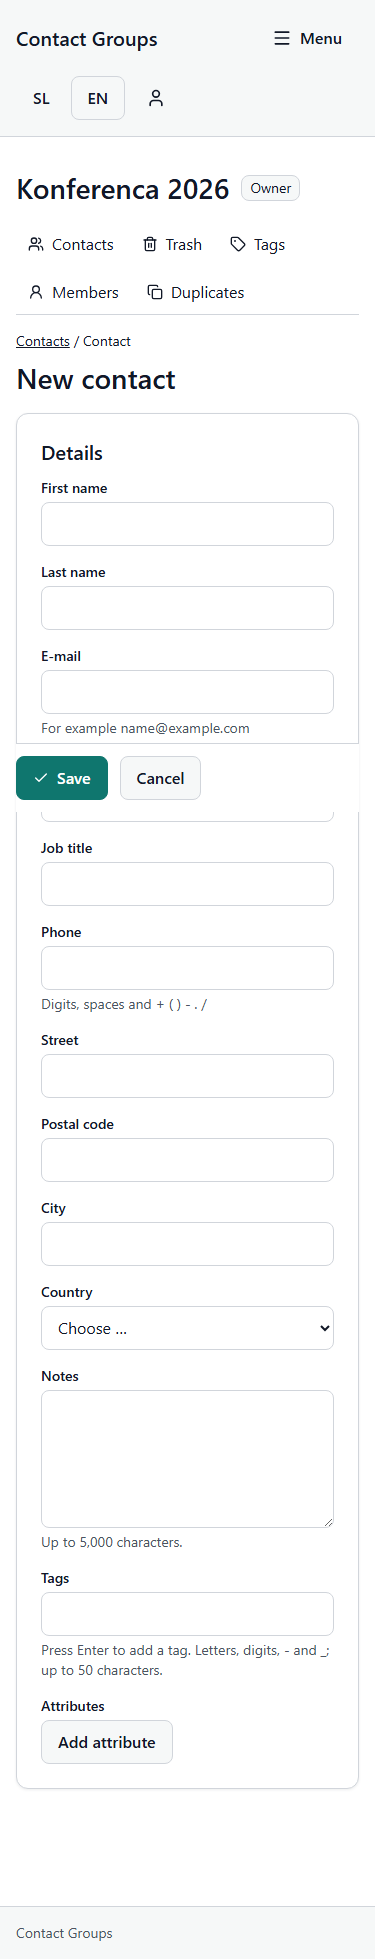 Contact Groups
Menu
SL
EN
Konferenca 2026
Owner
Contacts
Trash
Tags
Members
Duplicates
Contacts / Contact
New contact
Details
First name
Last name
E-mail
For example name@example.com
Save
Cancel
Job title
Phone
Digits, spaces and + ( ) - . /
Street
Postal code
City
Country
Choose ...
Notes
Up to 5,000 characters.
Tags
Press Enter to add a tag. Letters, digits, - and _;
up to 50 characters.
Attributes
Add attribute
Contact Groups